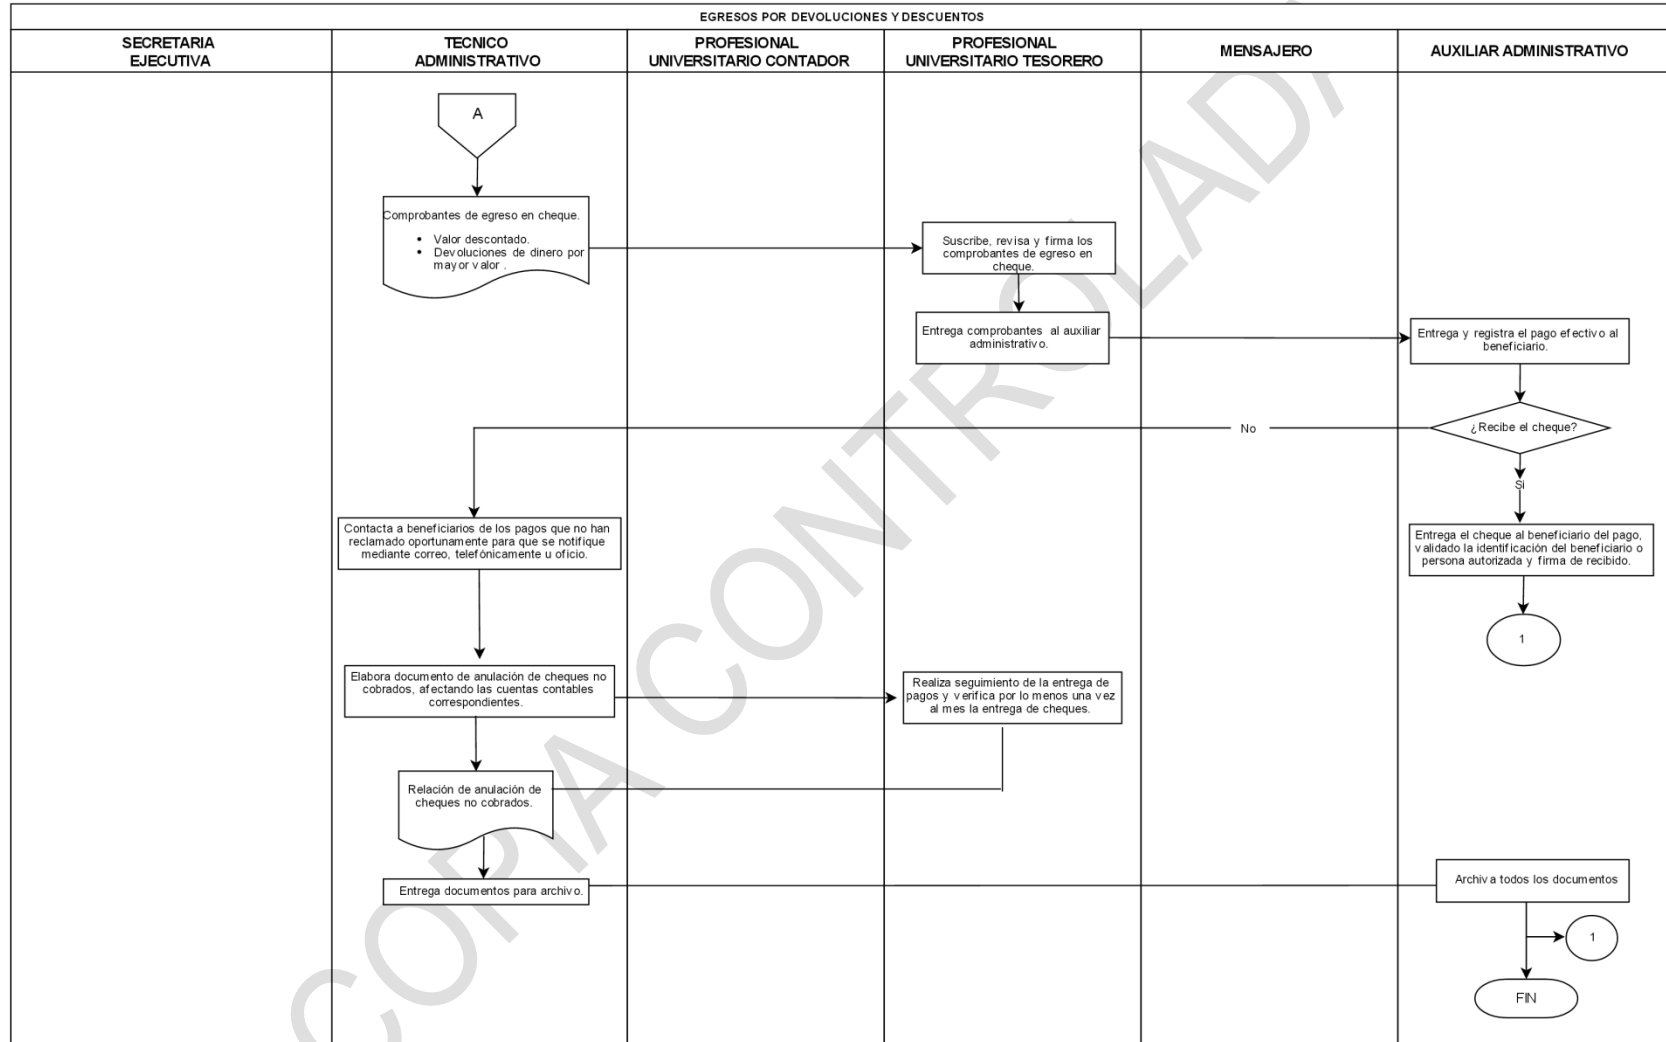 EGRESOS POR DEVOLUCIONES Y DESCUENTOS
SECRETARIA
EJECUTIVA
TECNICO
ADMINISTRATIVO
PROFESIONAL
UNIVERSITARIO CONTADOR
PROFESIONAL
UNIVERSITARIO TESORERO
MENSAJERO
AUXILIAR ADMINISTRATIVO
A
Comprobantes de egreso en cheque.
• Valor descontado.
• Devoluciones de dinero por
mayor valor .
Suscribe, revisa y firma los
comprobantes de egreso en
cheque.
Entrega comprobantes al auxiliar
administrativo.
Entrega y registra el pago efectivo al
beneficiario.
¿Recibe el cheque?
No
Si
Contacta a beneficiarios de los pagos que no han
reclamado oportunamente para que se notifique
mediante correo, telefónicamente u oficio.
Entrega el cheque al beneficiario del pago,
validado la identificación del beneficiario o
persona autorizada y firma de recibido.
1
Elabora documento de anulación de cheques no
cobrados, afectando las cuentas contables
correspondientes.
Realiza seguimiento de la entrega de
pagos y verifica por lo menos una vez
al mes la entrega de cheques.
Relación de anulación de
cheques no cobrados.
Entrega documentos para archivo.
Archiva todos los documentos
1
FIN
COPIA CONTROLADA